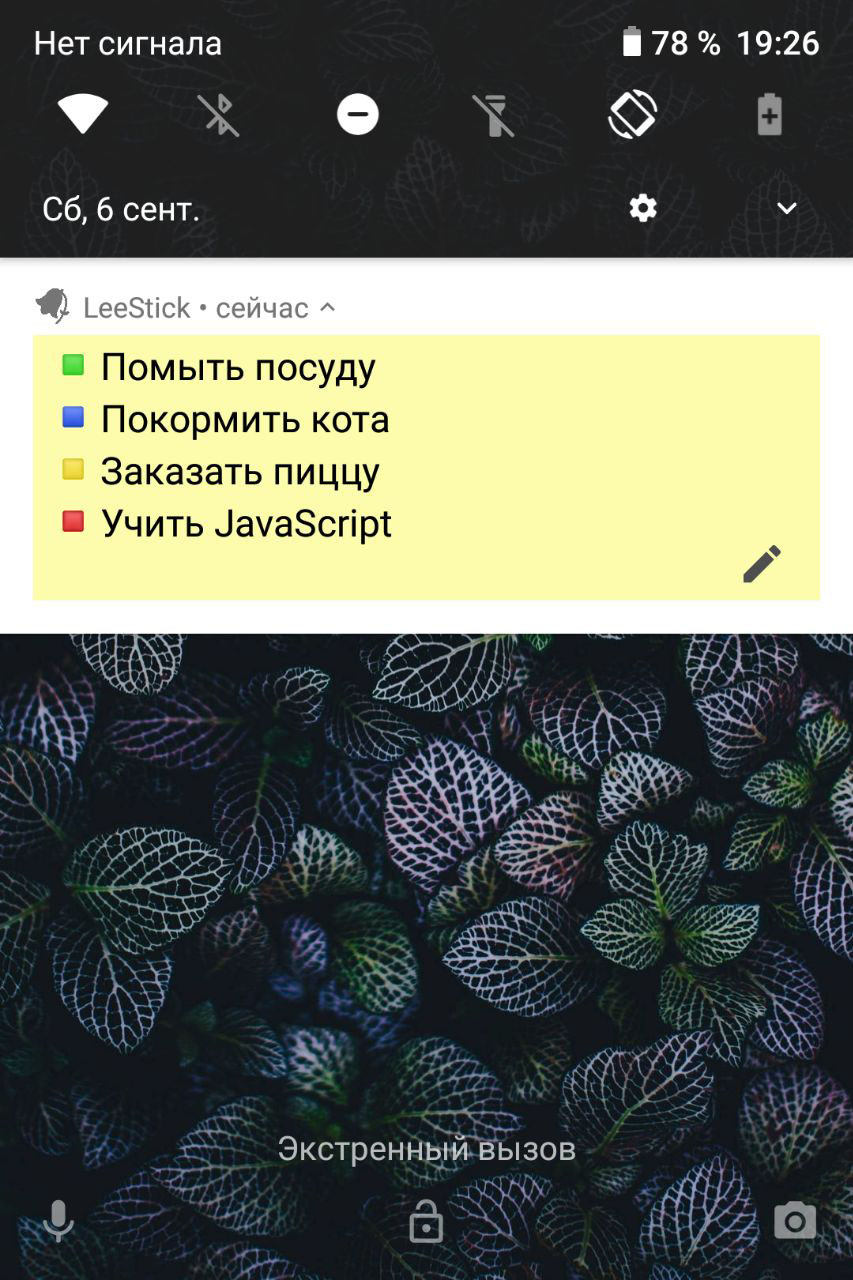 Нет сигнала 78 % 19:26
Сб, 6 сент.
LeeStick • сейчас
Помыть посуду
Покормить кота
Заказать пиццу
Учить JavaScript
Экстренный вызов